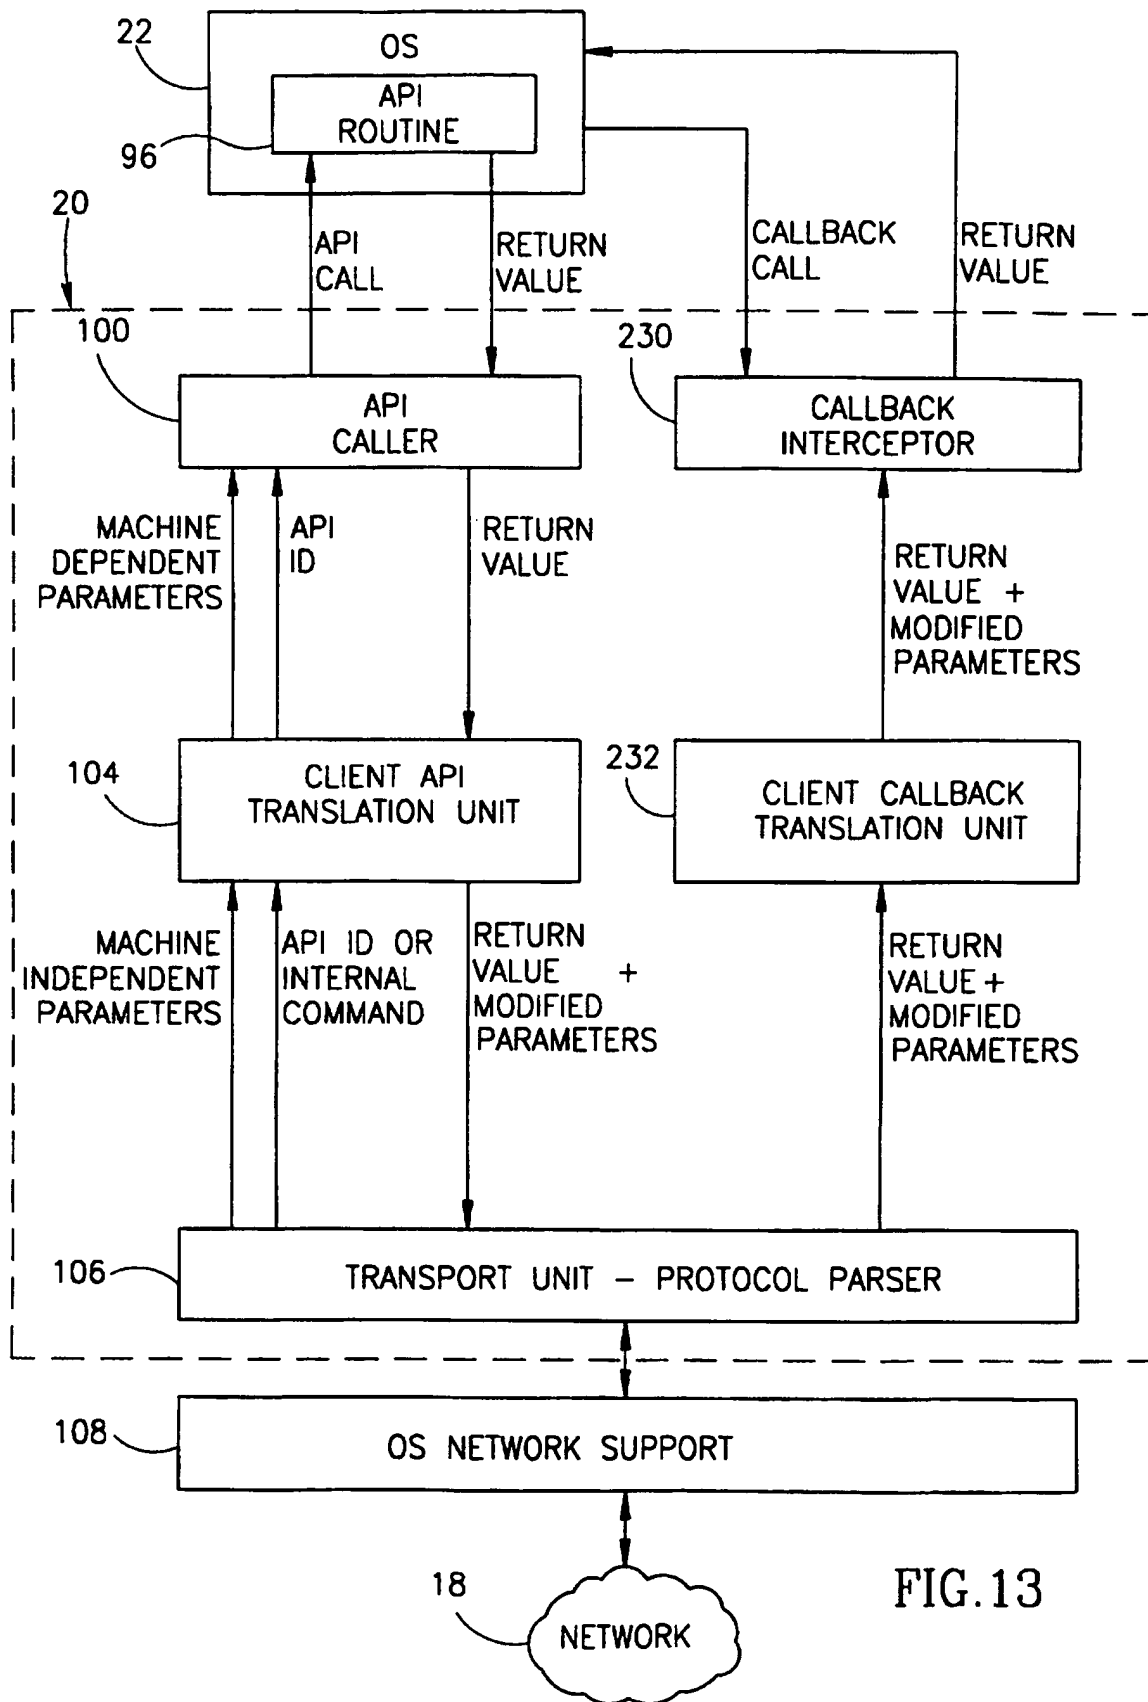 22
OS
API
ROUTINE
96
20
API
CALL
RETURN
VALUE
CALLBACK
CALL
RETURN
VALUE
100
230
API
CALLER
CALLBACK
INTERCEPTOR
MACHINE
DEPENDENT
PARAMETERS
API
ID
RETURN
VALUE
RETURN
VALUE +
MODIFIED
PARAMETERS
104
CLIENT API
TRANSLATION UNIT
232
CLIENT CALLBACK
TRANSLATION UNIT
MACHINE
INDEPENDENT
PARAMETERS
API ID OR
INTERNAL
COMMAND
RETURN
VALUE +
MODIFIED
PARAMETERS
RETURN
VALUE+
MODIFIED
PARAMETERS
106
TRANSPORT UNIT – PROTOCOL PARSER
108
OS NETWORK SUPPORT
18
NETWORK
FIG.13